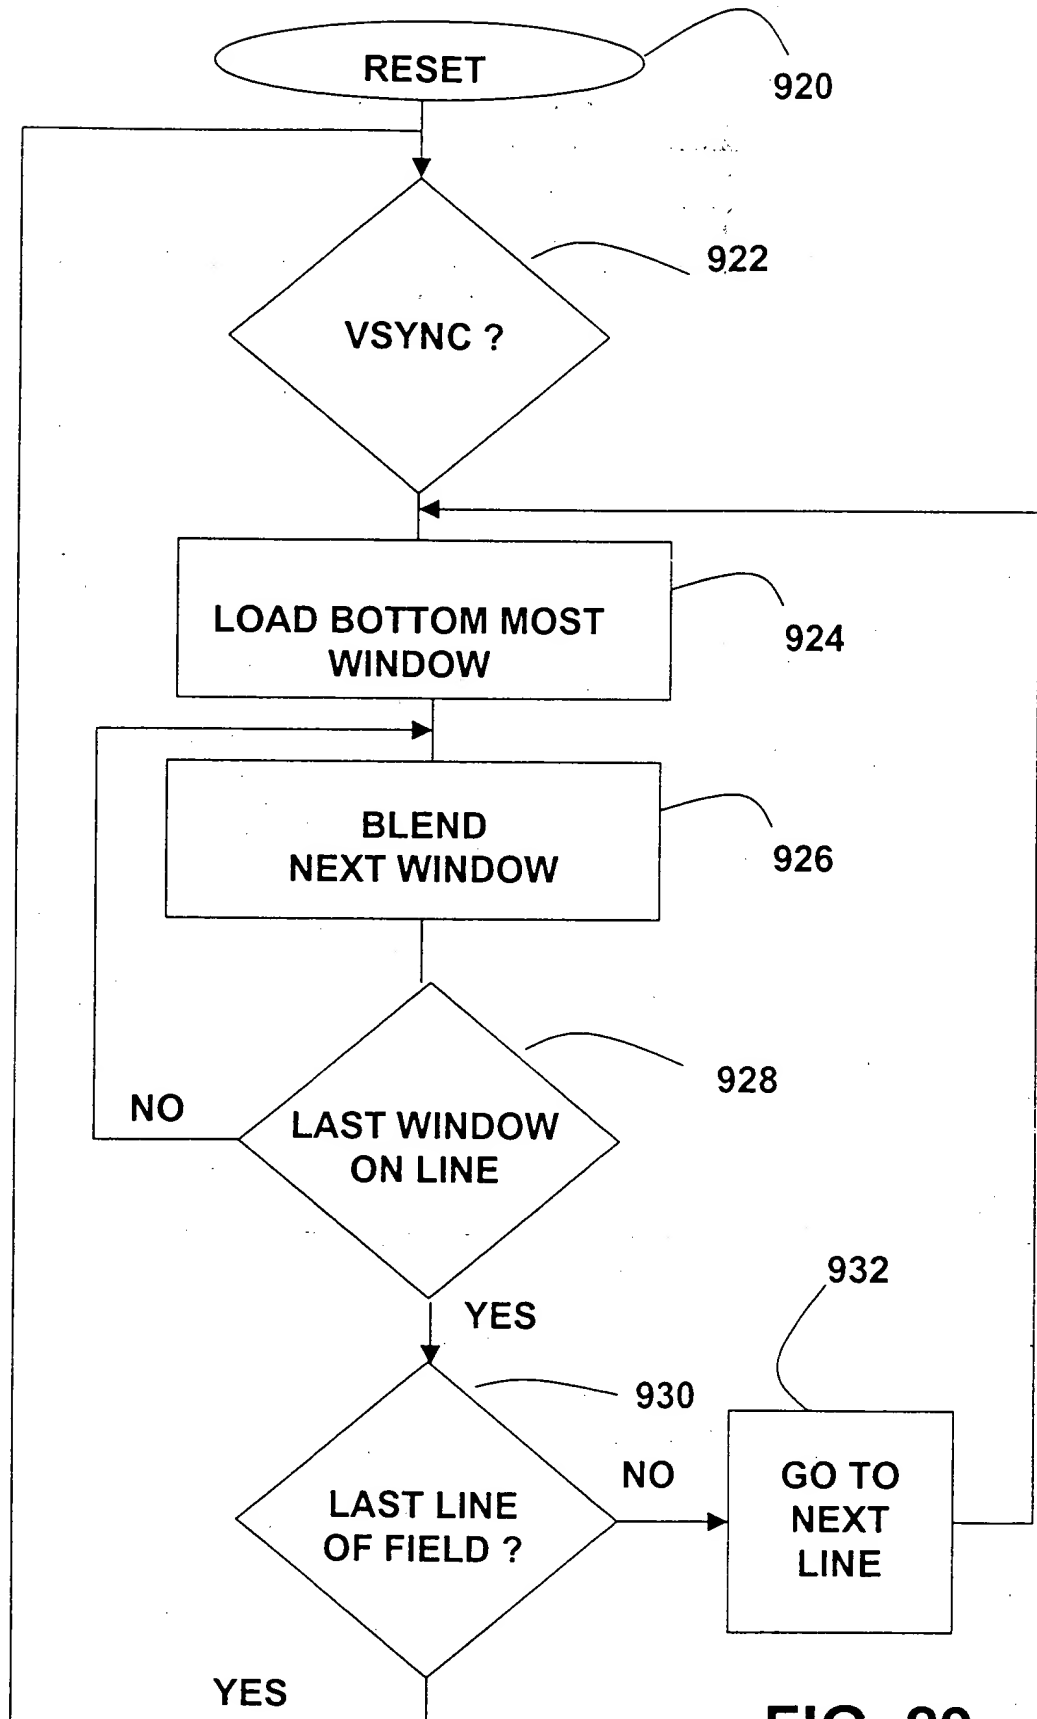 RESET
920
922
VSYNC ?
LOAD BOTTOM MOST
WINDOW
924
BLEND
NEXT WINDOW
926
928
NO
LAST WINDOW
ON LINE
932
YES
930
NO
GO TO
NEXT
LINE
LAST LINE
OF FIELD ?
YES
FIG.